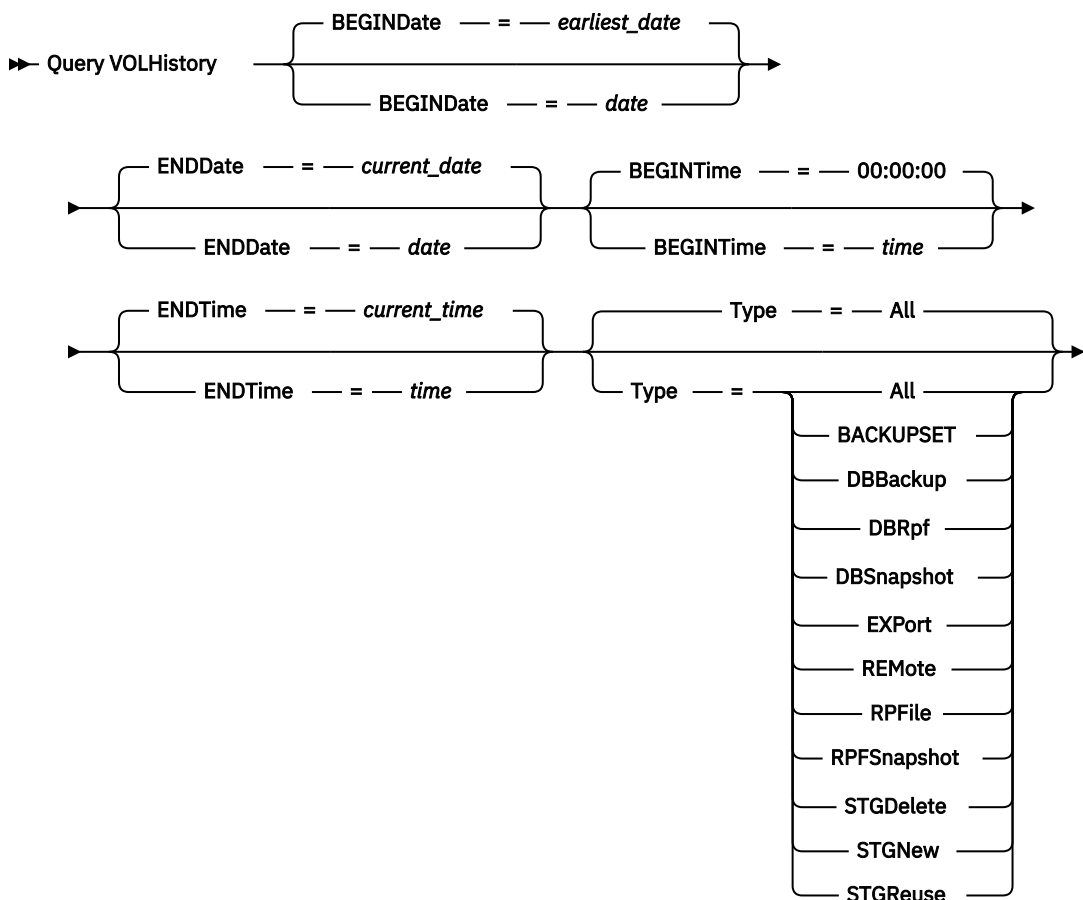 BEGINDate = earliest_date
Query VOLHistory
BEGINDate = date
ENDDate = current_date BEGINTime = 00:00:00
ENDDate = date BEGINTime = time
ENDTime = current_time Type = All
ENDTime = time Type = All
BACKUPSET
DBBackup
DBRpf
DBSnapshot
EXPort
REMote
RPFile
RPFSnapshot
STGDelete
STGNew
STGReuse